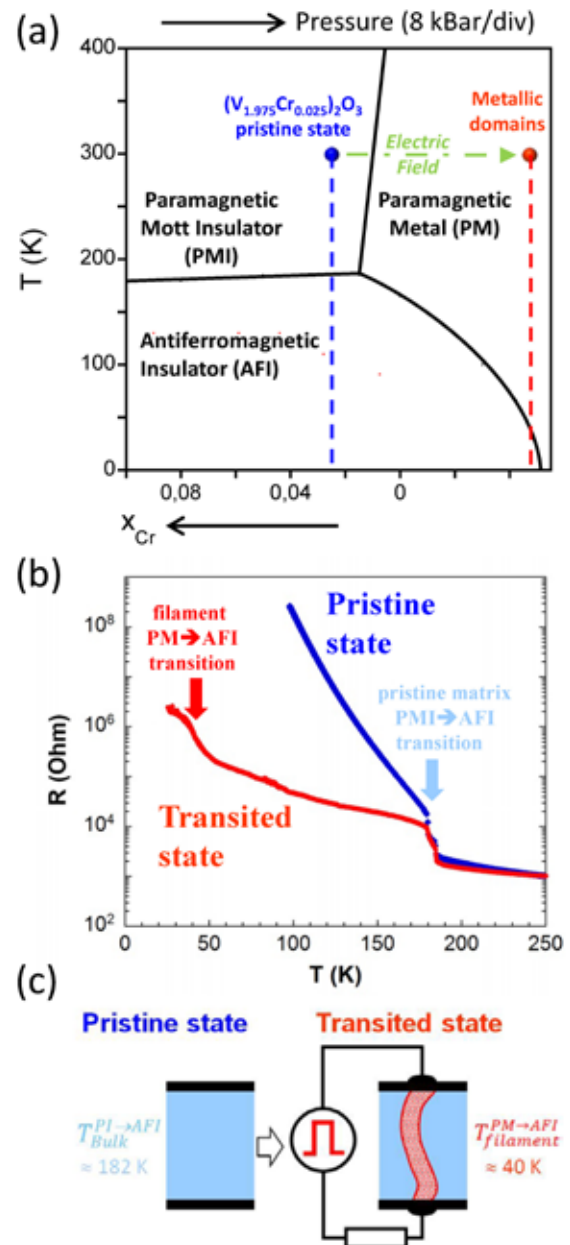 (a)
Pressure (8 kBar/div)
400
300
200
100
0
T (K)
(V1.975Cr0.025)2O3
pristine state
Metallic
domains
Electric
Field
Paramagnetic
Mott Insulator
(PMI)
Paramagnetic
Metal (PM)
Antiferromagnetic
Insulator (AFI)
0,08
0,04
0
xCr
(b)
10^8
10^6
10^4
10^2
R (Ohm)
filament
PM➔AFI
transition
Pristine
state
pristine matrix
PMI➔AFI
transition
Transited
state
0
50
100
150
200
250
T (K)
(c)
Pristine state
Transited state
T_Bulk^PI→AFI
≈ 182 K
T_filament^PM→AFI
≈ 40 K